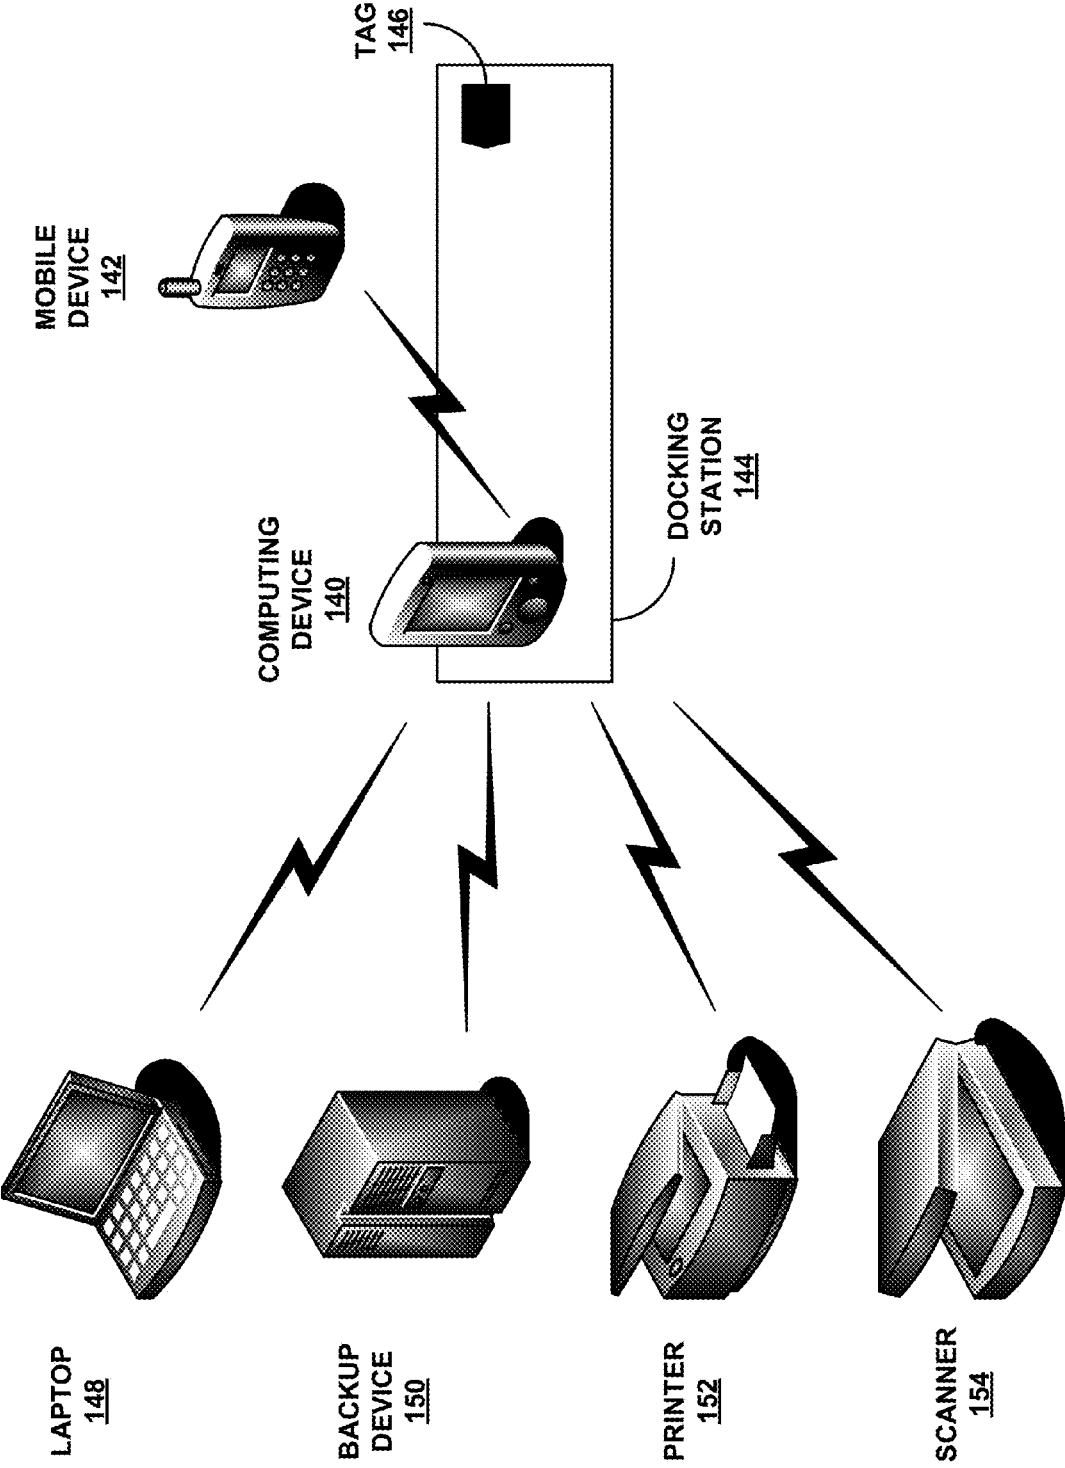 MOBILE
DEVICE
142
TAG
146
COMPUTING
DEVICE
140
DOCKING
STATION
144
LAPTOP
148
BACKUP
DEVICE
150
PRINTER
152
SCANNER
154